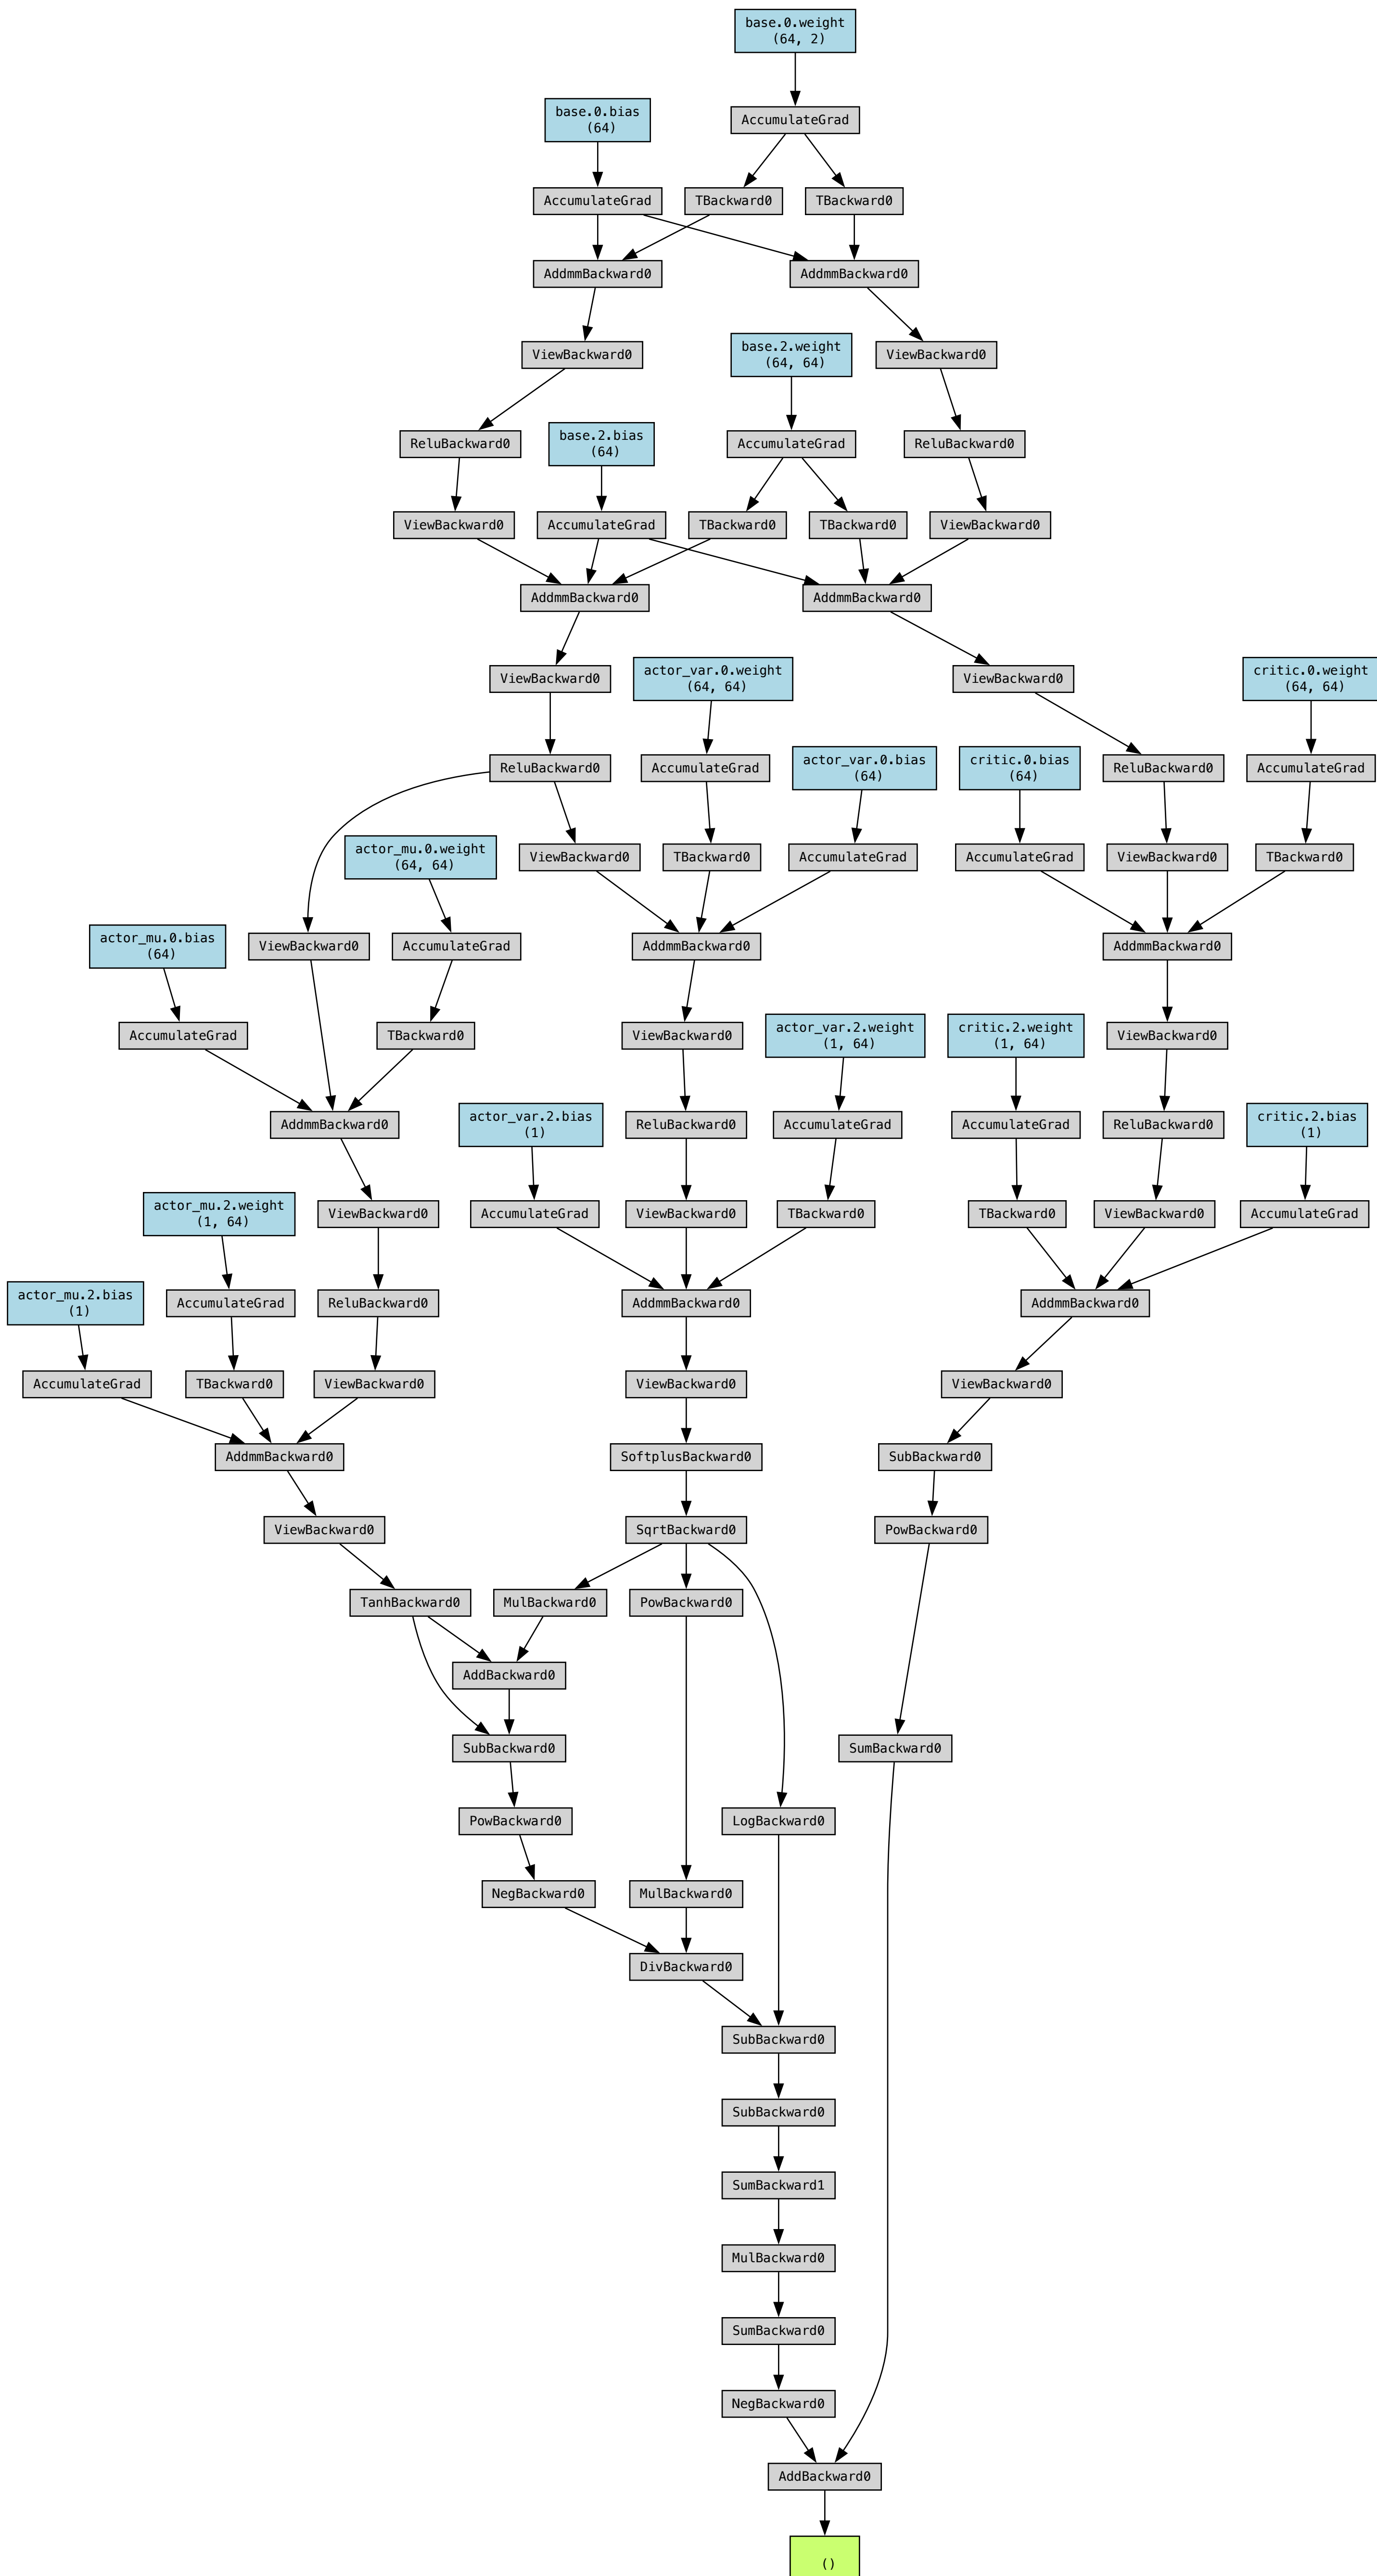 base.0.weight
(64, 2)
base.0.bias
(64)
AccumulateGrad
AccumulateGrad
TBackward0
TBackward0
AddmmBackward0
AddmmBackward0
ViewBackward0
base.2.weight
(64, 64)
ViewBackward0
ReluBackward0
base.2.bias
(64)
AccumulateGrad
ReluBackward0
ViewBackward0
AccumulateGrad
TBackward0
TBackward0
ViewBackward0
AddmmBackward0
AddmmBackward0
ViewBackward0
actor_var.0.weight
(64, 64)
ViewBackward0
critic.0.weight
(64, 64)
ReluBackward0
AccumulateGrad
actor_var.0.bias
(64)
critic.0.bias
(64)
ReluBackward0
AccumulateGrad
actor_mu.0.weight
(64, 64)
ViewBackward0
TBackward0
AccumulateGrad
AccumulateGrad
ViewBackward0
TBackward0
actor_mu.0.bias
(64)
ViewBackward0
AccumulateGrad
AddmmBackward0
AddmmBackward0
AccumulateGrad
TBackward0
ViewBackward0
actor_var.2.weight
(1, 64)
critic.2.weight
(1, 64)
ViewBackward0
AddmmBackward0
actor_var.2.bias
(1)
ReluBackward0
AccumulateGrad
AccumulateGrad
ReluBackward0
critic.2.bias
(1)
actor_mu.2.weight
(1, 64)
ViewBackward0
AccumulateGrad
ViewBackward0
TBackward0
TBackward0
ViewBackward0
AccumulateGrad
actor_mu.2.bias
(1)
AccumulateGrad
ReluBackward0
AddmmBackward0
AddmmBackward0
AccumulateGrad
TBackward0
ViewBackward0
ViewBackward0
ViewBackward0
AddmmBackward0
SoftplusBackward0
SubBackward0
ViewBackward0
SqrtBackward0
PowBackward0
TanhBackward0
MulBackward0
PowBackward0
AddBackward0
SubBackward0
SumBackward0
PowBackward0
LogBackward0
NegBackward0
MulBackward0
DivBackward0
SubBackward0
SubBackward0
SumBackward1
MulBackward0
SumBackward0
NegBackward0
AddBackward0
()